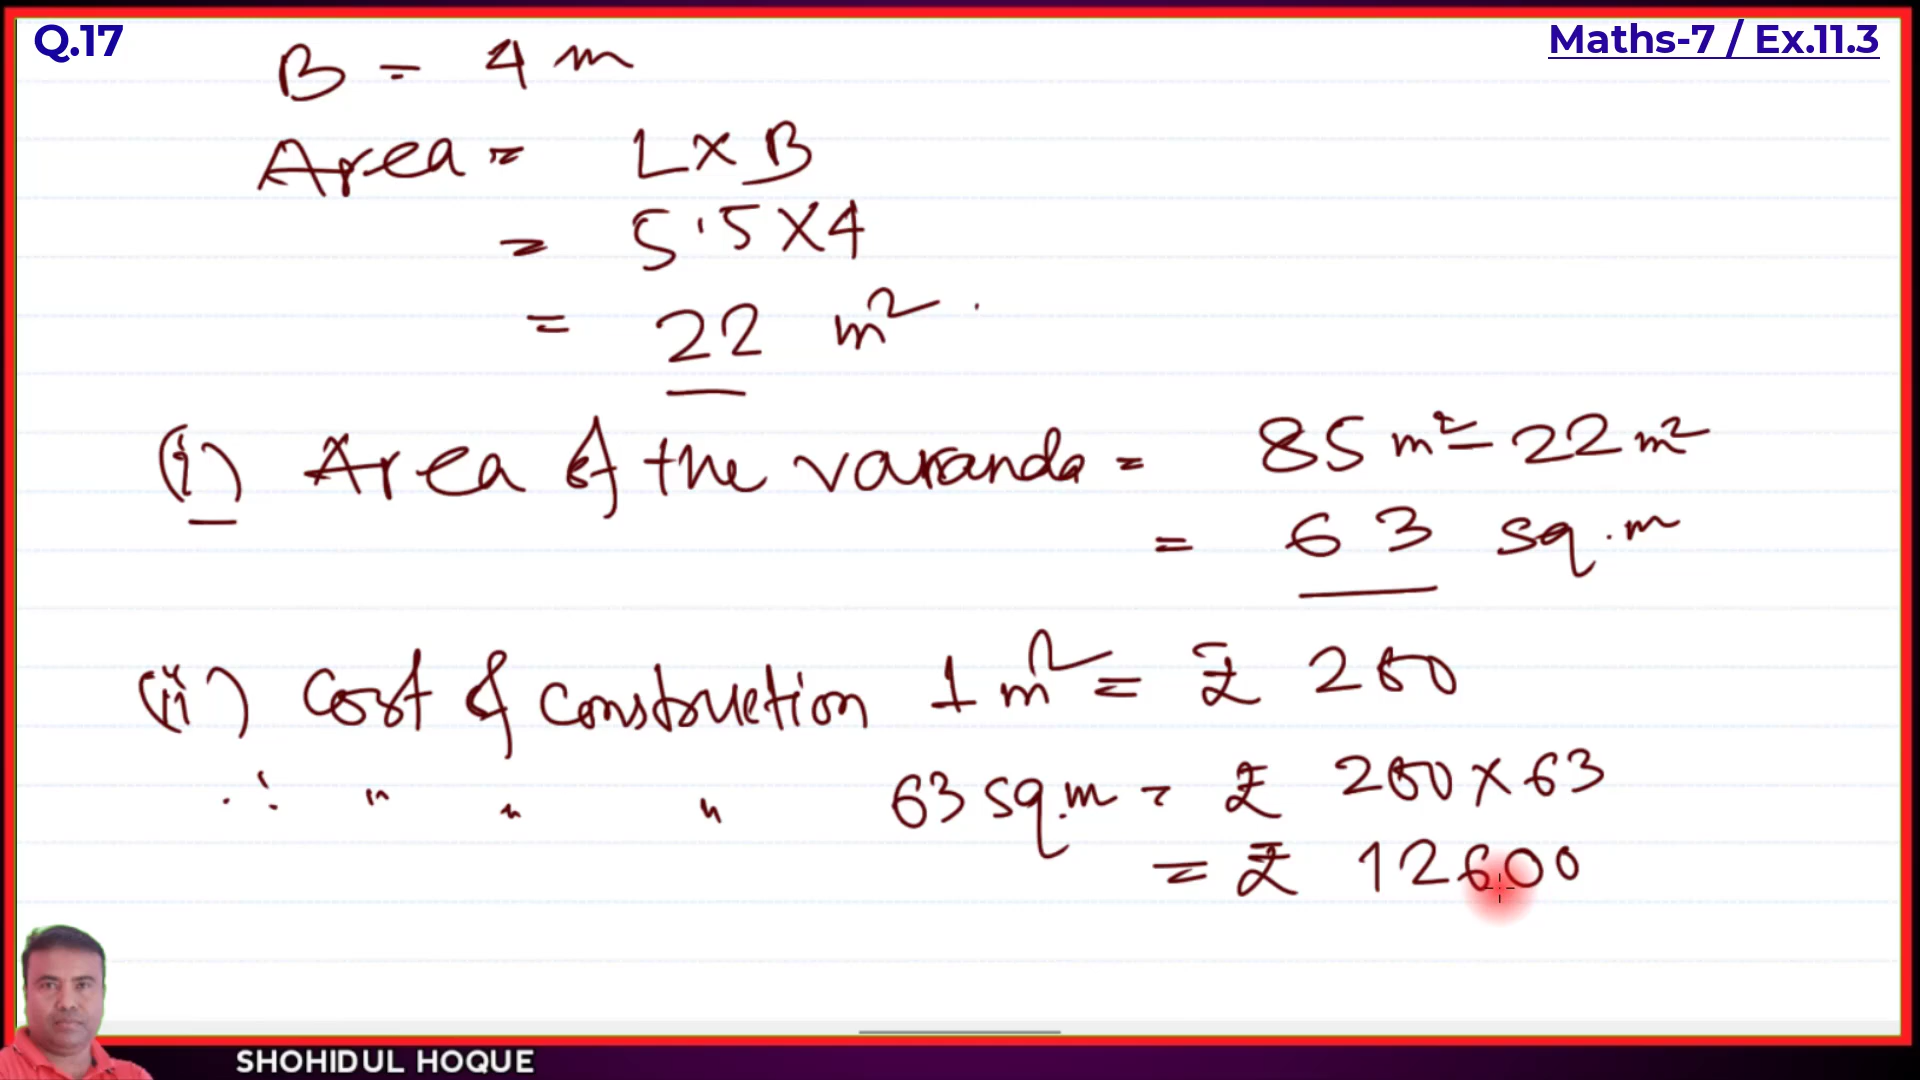 Q.17
Maths-7 / Ex.11.3
B = 4 m
Area = L × B
= 5.5 × 4
= 22 m².
(i) Area of the varanda = 85 m² - 22 m²
= 63 sq.m
(ii) Cost of construction 1 m² = ₹ 200
∴ " " " 63 sq.m = ₹ 200 × 63
= ₹ 12600
SHOHIDUL HOQUE